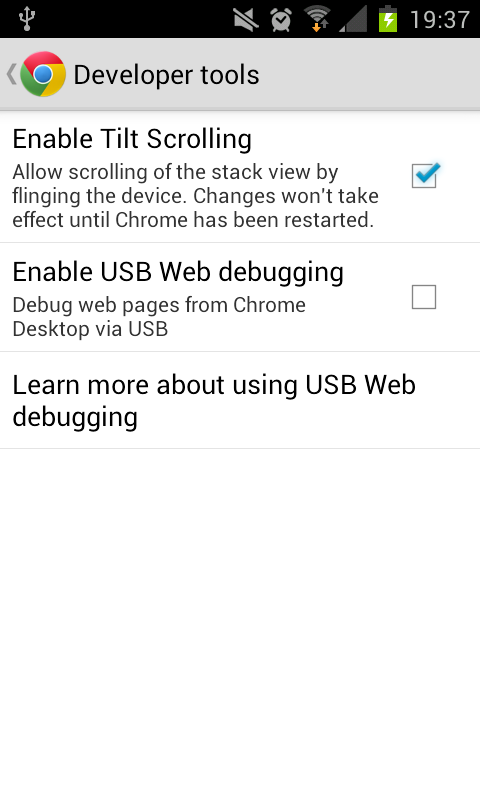 19:37
Developer tools
Enable Tilt Scrolling
Allow scrolling of the stack view by
flinging the device. Changes won't take
effect until Chrome has been restarted.
Enable USB Web debugging
Debug web pages from Chrome
Desktop via USB
Learn more about using USB Web
debugging